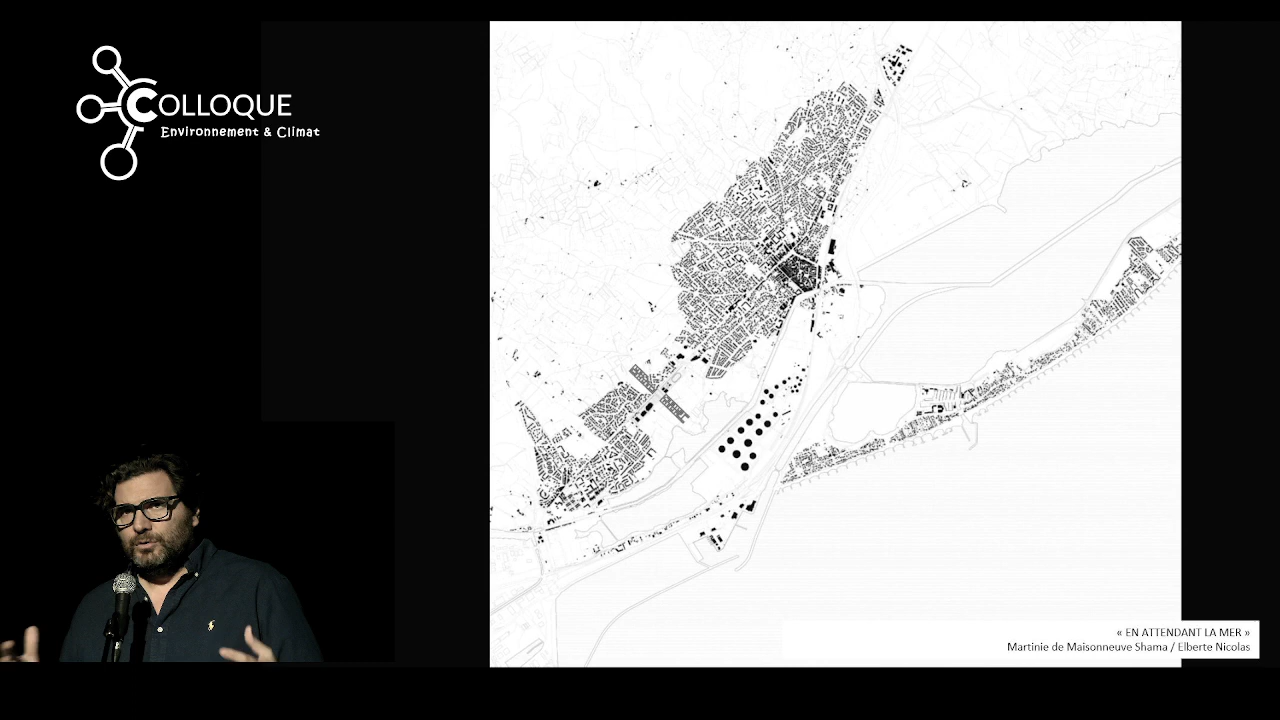 COLLOQUE
Environnement & Climat
« EN ATTENDANT LA MER »
Martinie de Maisonneuve Shama / Elberte Nicolas